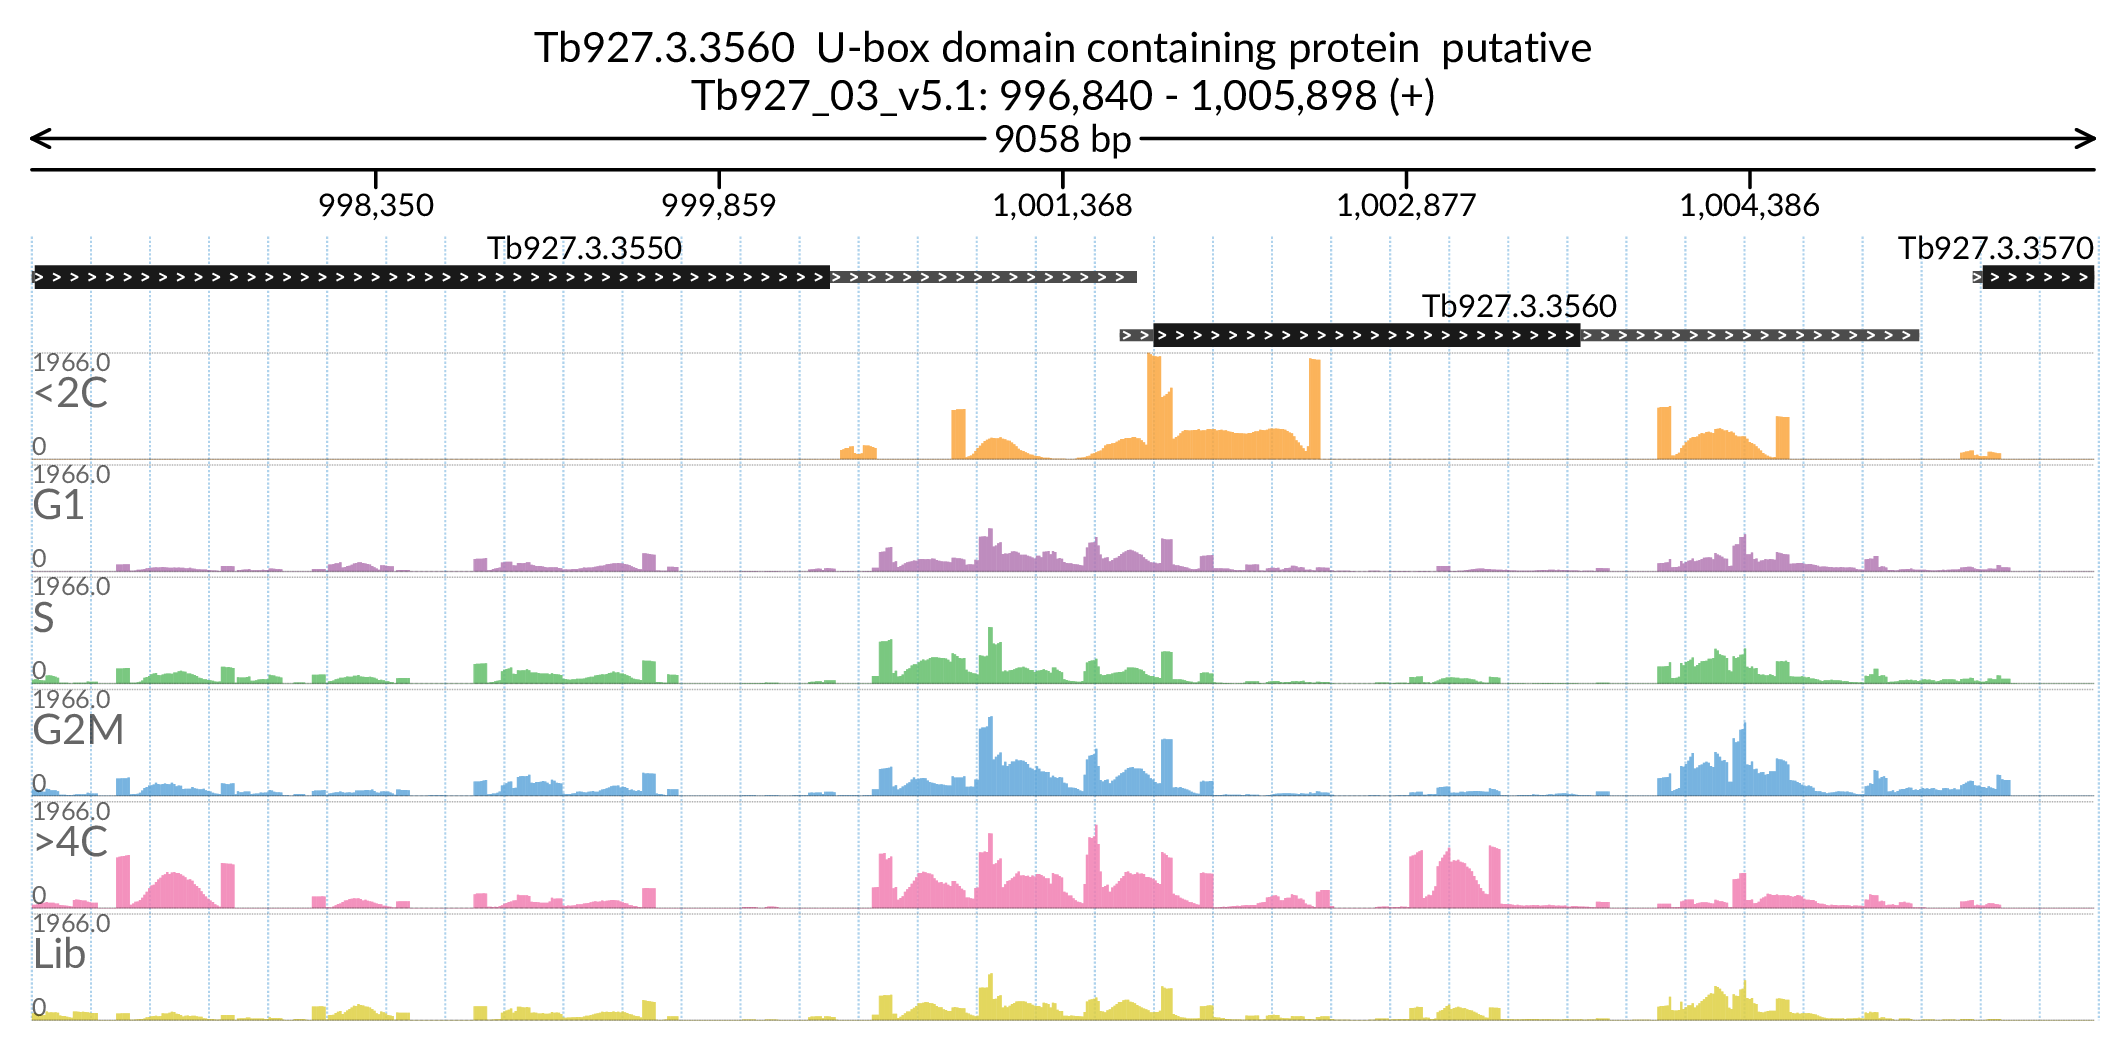 Tb927.3.3560  U-box domain containing protein  putative
Tb927_03_v5.1: 996,840 - 1,005,898 (+)
9058 bp
998,350 999,859 1,001,368 1,002,877 1,004,386
Tb927.3.3550 Tb927.3.3570
Tb927.3.3560
1966.0
<2C
0
1966.0
G1
0
1966.0
S
0
1966.0
G2M
0
1966.0
>4C
0
1966.0
Lib
0